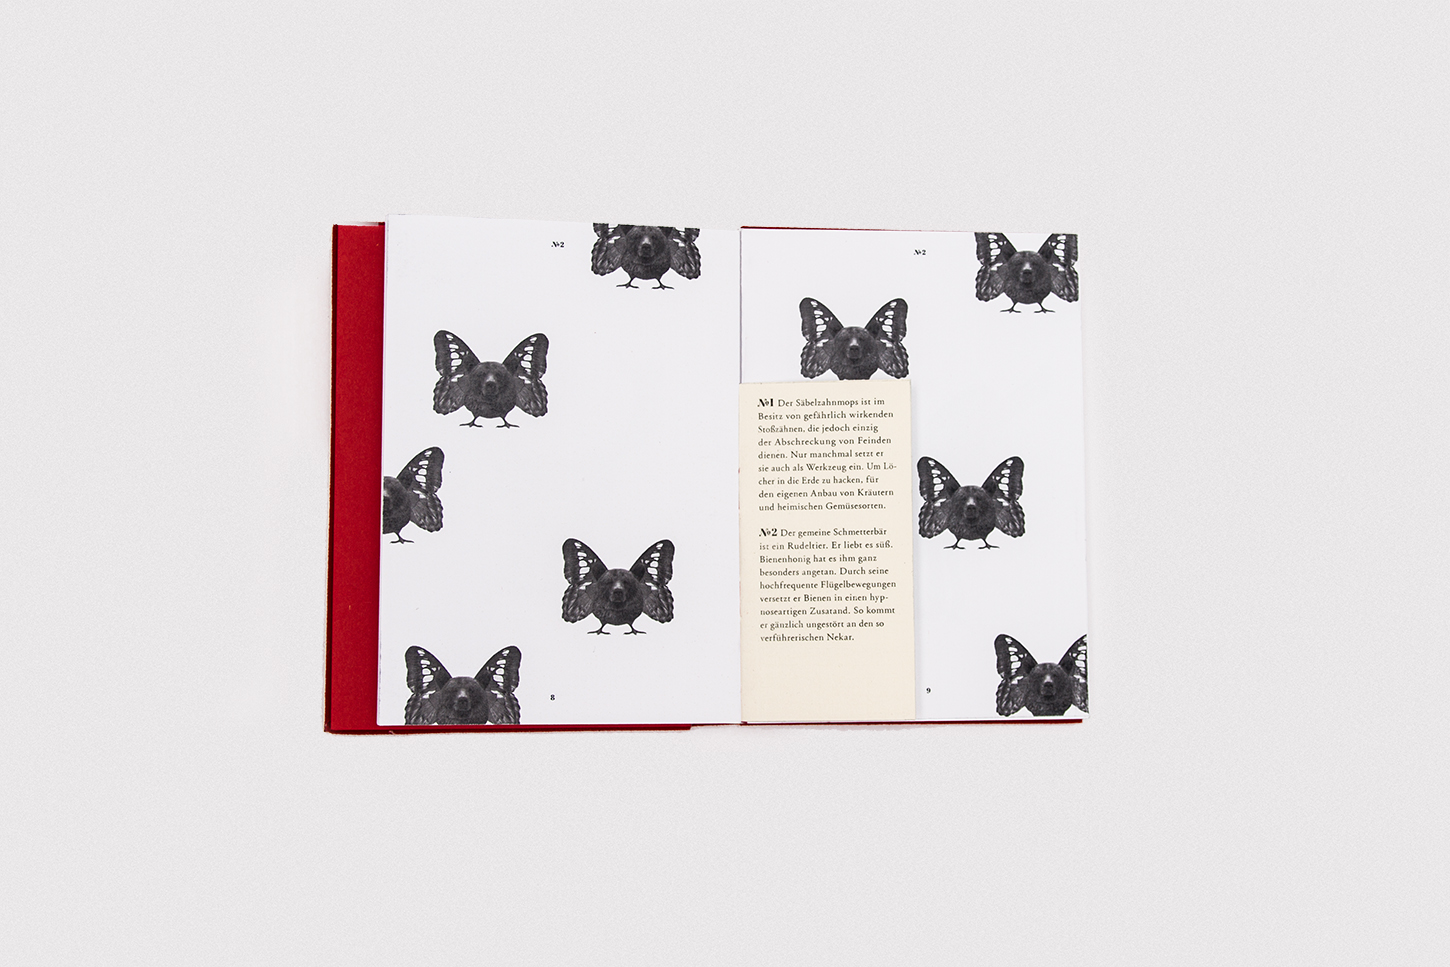 №2
8
№2
№1 Der Säbelzahnmops ist im
Besitz von gefährlich wirkenden
Stoßzähnen, die jedoch einzig
der Abschreckung von Feinden
dienen. Nur manchmal setzt er
sie auch als Werkzeug ein. Um Lö-
cher in die Erde zu hacken, für
den eigenen Anbau von Kräutern
und heimischen Gemüsesorten.
№2 Der gemeine Schmetterbär
ist ein Rudeltier. Er liebt es süß.
Bienenhonig hat es ihm ganz
besonders angetan. Durch seine
hochfrequente Flügelbewegungen
versetzt er Bienen in einen hyp-
noseartigen Zusatand. So kommt
er gänzlich ungestört an den so
verführerischen Nekar.
9